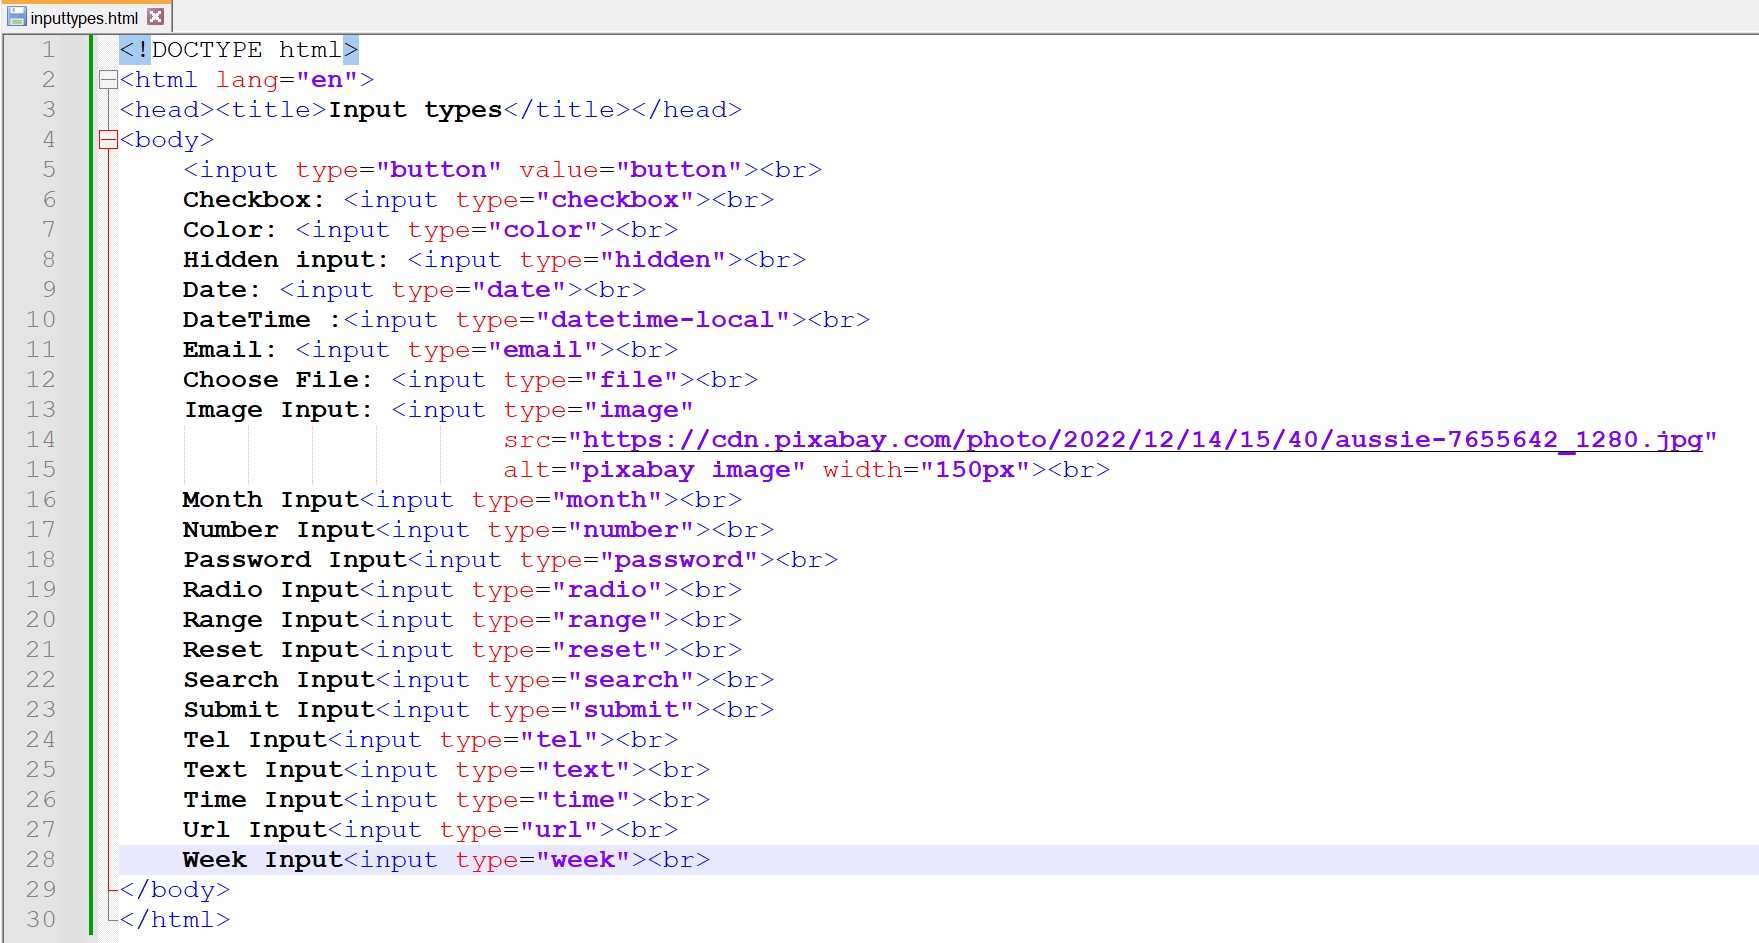 inputtypes.html
1 <!DOCTYPE html>
2 <html lang="en">
3 <head><title>Input types</title></head>
4 <body>
5     <input type="button" value="button"><br>
6     Checkbox: <input type="checkbox"><br>
7     Color: <input type="color"><br>
8     Hidden input: <input type="hidden"><br>
9     Date: <input type="date"><br>
10     DateTime :<input type="datetime-local"><br>
11     Email: <input type="email"><br>
12     Choose File: <input type="file"><br>
13     Image Input: <input type="image"
14                         src="https://cdn.pixabay.com/photo/2022/12/14/15/40/aussie-7655642_1280.jpg"
15                         alt="pixabay image" width="150px"><br>
16     Month Input<input type="month"><br>
17     Number Input<input type="number"><br>
18     Password Input<input type="password"><br>
19     Radio Input<input type="radio"><br>
20     Range Input<input type="range"><br>
21     Reset Input<input type="reset"><br>
22     Search Input<input type="search"><br>
23     Submit Input<input type="submit"><br>
24     Tel Input<input type="tel"><br>
25     Text Input<input type="text"><br>
26     Time Input<input type="time"><br>
27     Url Input<input type="url"><br>
28     Week Input<input type="week"><br>
29 </body>
30 </html>